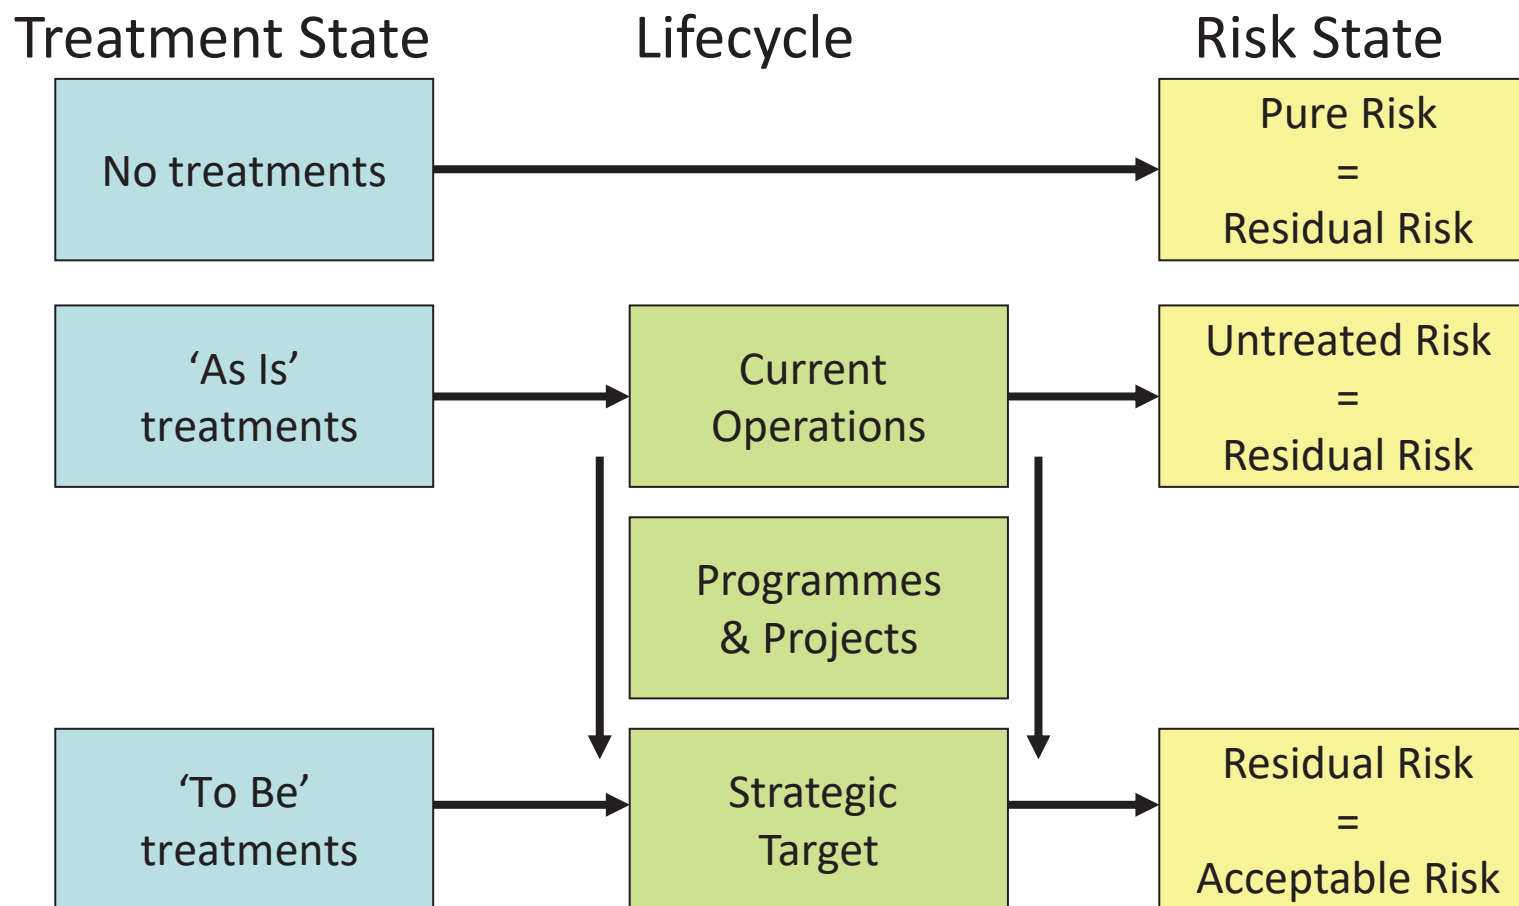 Treatment State
Lifecycle
Risk State
No treatments
Pure Risk
=
Residual Risk
‘As Is’
treatments
Current
Operations
Untreated Risk
=
Residual Risk
Programmes
& Projects
‘To Be’
treatments
Strategic
Target
Residual Risk
=
Acceptable Risk